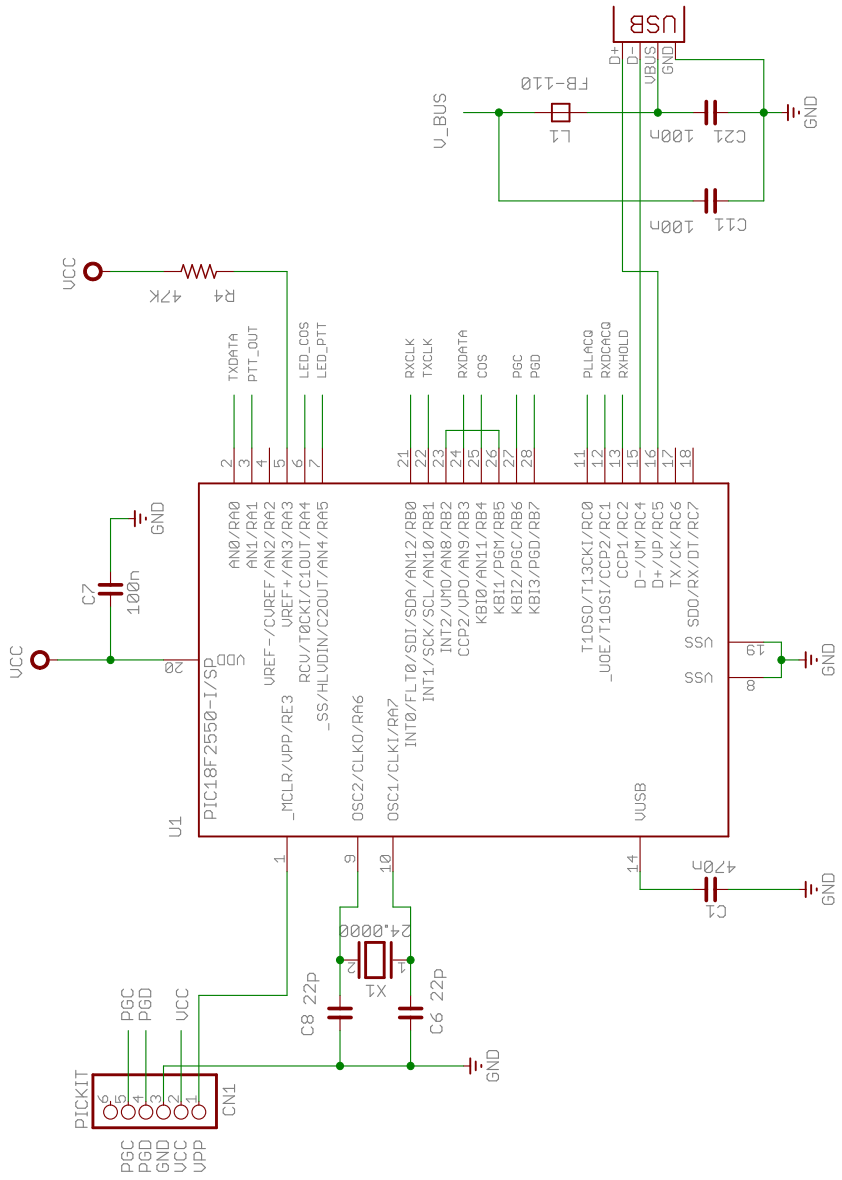 USB
D+
D-
VBUS
GND
FB-110
L1
V_BUS
100n
C21
GND
100n
C11
VCC
47K
R4
TXDATA
PTT_OUT
LED_COS
LED_PTT
RXCLK
TXCLK
RXDATA
COS
PGC
PGD
PLLACQ
RXDCACQ
RXHOLD
2
3
4
5
6
7
21
22
23
24
25
26
27
28
11
12
13
15
16
17
18
AN0/RA0
AN1/RA1
VREF-/CVREF/AN2/RA2
VREF+/AN3/RA3
RCV/T0CKI/C1OUT/RA4
_SS/HLVDIN/C2OUT/AN4/RA5
INT0/FLT0/SDI/SDA/AN12/RB0
INT1/SCK/SCL/AN10/RB1
INT2/VMO/AN8/RB2
CCP2/VPO/AN9/RB3
KBI0/AN11/RB4
KBI1/PGM/RB5
KBI2/PGC/RB6
KBI3/PGD/RB7
T1OSO/T13CKI/RC0
_UOE/T1OSI/CCP2/RC1
CCP1/RC2
D-/VM/RC4
D+/VP/RC5
TX/CK/RC6
SDO/RX/DT/RC7
GND
C7
100n
VCC
20
VDD
VSS
19
VSS
8
GND
PIC18F2550-I/SP
U1
_MCLR/VPP/RE3
OSC2/CLKO/RA6
OSC1/CLKI/RA7
VUSB
1
9
10
14
470n
C1
GND
24.0000
2
1
X1
C8 22p
C6 22p
GND
PGC
PGD
VCC
PICKIT
6
5
4
3
2
1
CN1
PGC
PGD
GND
VCC
VPP